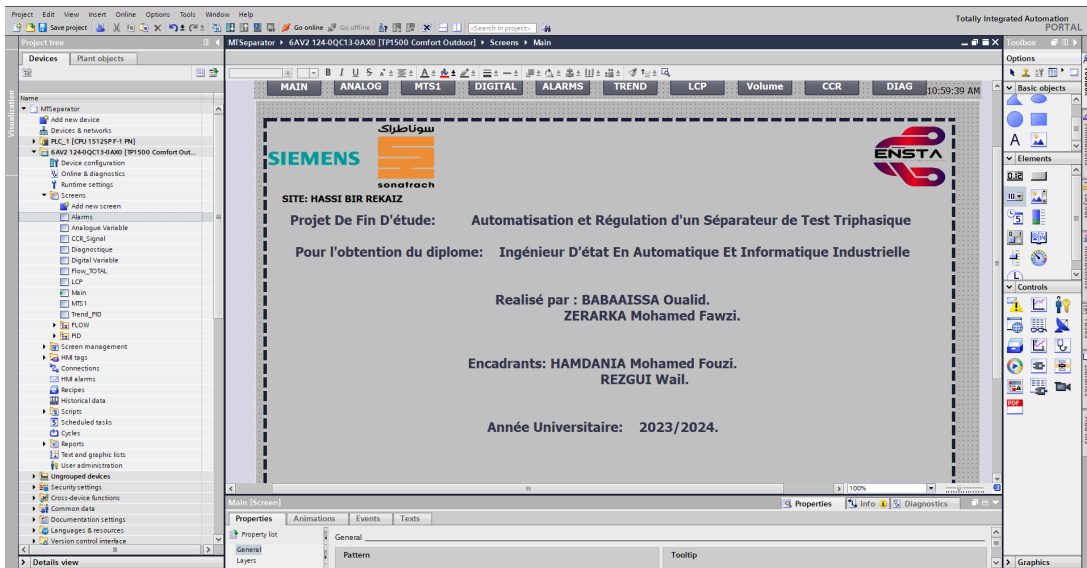 Project Edit View Insert Online Options Tools Window Help
Totally Integrated Automation
PORTAL
Save project Go online Go offline <Search in project>
Project tree
MTSeparator ▸ 6AV2 124-0QC13-0AX0 [TP1500 Comfort Outdoor] ▸ Screens ▸ Main
Toolbox
Devices Plant objects
Options
Visualization
Name
MTSeparator
Add new device
Devices & networks
PLC_1 [CPU 1512SP F-1 PN]
6AV2 124-0QC13-0AX0 [TP1500 Comfort Out...
Device configuration
Online & diagnostics
Runtime settings
Screens
Add new screen
Alarms
Analogue Variable
CCR_Signal
Diagnostique
Digital Variable
Flow_TOTAL
LCP
Main
MTS1
Trend_PID
FLOW
PID
Screen management
HMI tags
Connections
HMI alarms
Recipes
Historical data
Scripts
Scheduled tasks
Cycles
Reports
Text and graphic lists
User administration
Ungrouped devices
Security settings
Cross-device functions
Common data
Documentation settings
Languages & resources
Version control interface
Details view
B I U S A
MAIN ANALOG MTS1 DIGITAL ALARMS TREND LCP Volume CCR DIAG 10:59:39 AM
سوناطراك
SIEMENS
sonatrach
ENSTA
SITE: HASSI BIR REKAIZ
Projet De Fin D'étude: Automatisation et Régulation d'un Séparateur de Test Triphasique
Pour l'obtention du diplome: Ingénieur D'état En Automatique Et Informatique Industrielle
Realisé par : BABAAISSA Oualid.
ZERARKA Mohamed Fawzi.
Encadrants: HAMDANIA Mohamed Fouzi.
REZGUI Wail.
Année Universitaire: 2023/2024.
100%
Main [Screen]
Properties Info Diagnostics
Properties Animations Events Texts
Property list
General
Layers
General
Pattern Tooltip
Basic objects
A
Elements
Controls
PDF
Graphics